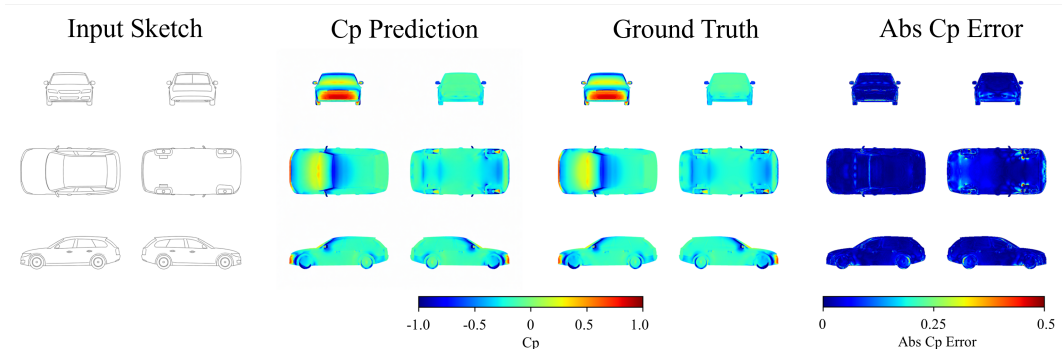 Input Sketch
Cp Prediction
Ground Truth
Abs Cp Error
-1.0 -0.5 0 0.5 1.0
Cp
0 0.25 0.5
Abs Cp Error